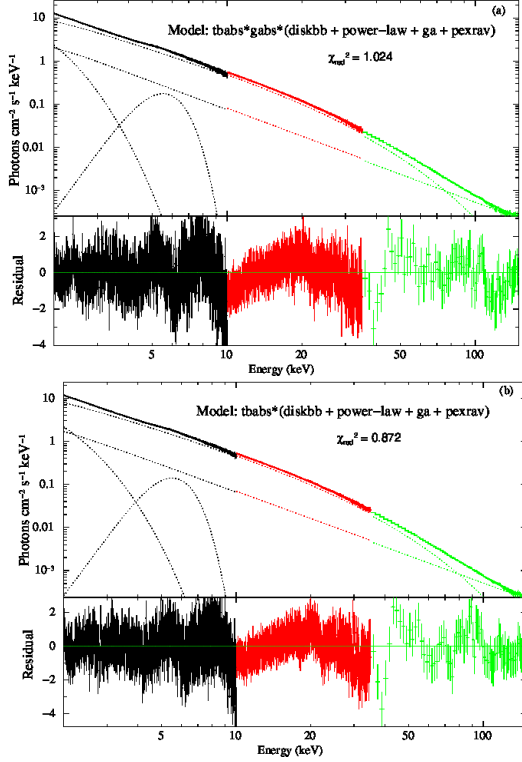 (a)
Model: tbabs*gabs*(diskbb + power−law + ga + pexrav)
χred² = 1.024
Photons cm−2 s−1 keV−1
10
1
0.1
0.01
10−3
Residual
2
0
−2
−4
5
10
20
50
100
Energy (keV)
(b)
Model: tbabs*(diskbb + power−law + ga + pexrav)
χred² = 0.872
Photons cm−2 s−1 keV−1
10
1
0.1
0.01
10−3
Residual
2
0
−2
−4
5
10
20
50
100
Energy (keV)